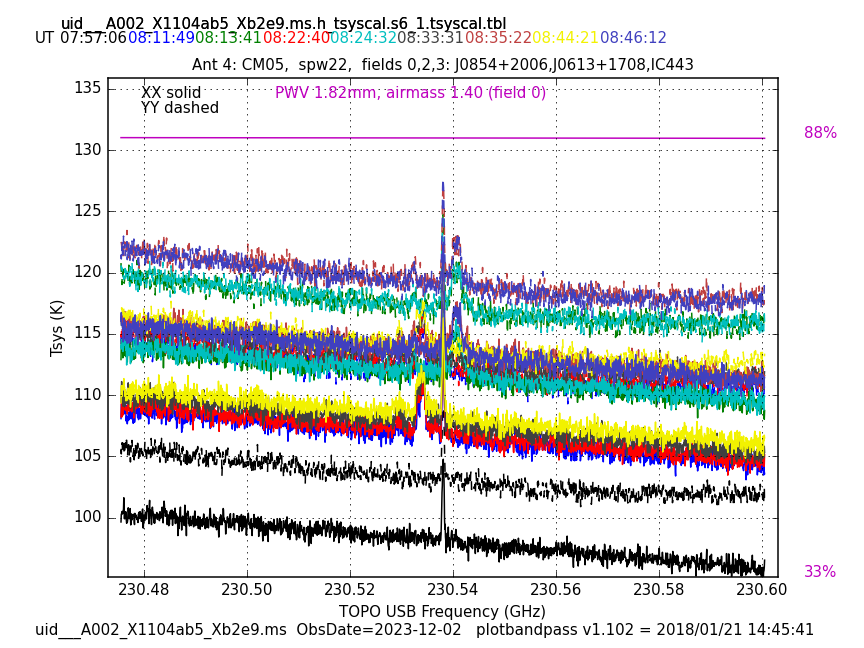 uid___A002_X1104ab5_Xb2e9.ms.h_tsyscal.s6_1.tsyscal.tbl
UT 07:57:06 08:11:49 08:13:41 08:22:40 08:24:32 08:33:31 08:35:22 08:44:21 08:46:12
Ant 4: CM05,  spw22,  fields 0,2,3: J0854+2006,J0613+1708,IC443
XX solid
YY dashed
PWV 1.82mm, airmass 1.40 (field 0)
88%
33%
135
130
125
120
115
110
105
100
Tsys (K)
230.48 230.50 230.52 230.54 230.56 230.58 230.60
TOPO USB Frequency (GHz)
uid___A002_X1104ab5_Xb2e9.ms  ObsDate=2023-12-02   plotbandpass v1.102 = 2018/01/21 14:45:41